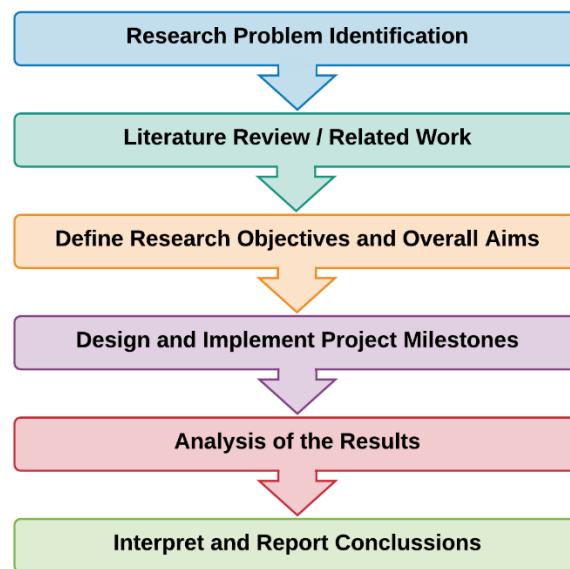 Research Problem Identification
Literature Review / Related Work
Define Research Objectives and Overall Aims
Design and Implement Project Milestones
Analysis of the Results
Interpret and Report Conclussions